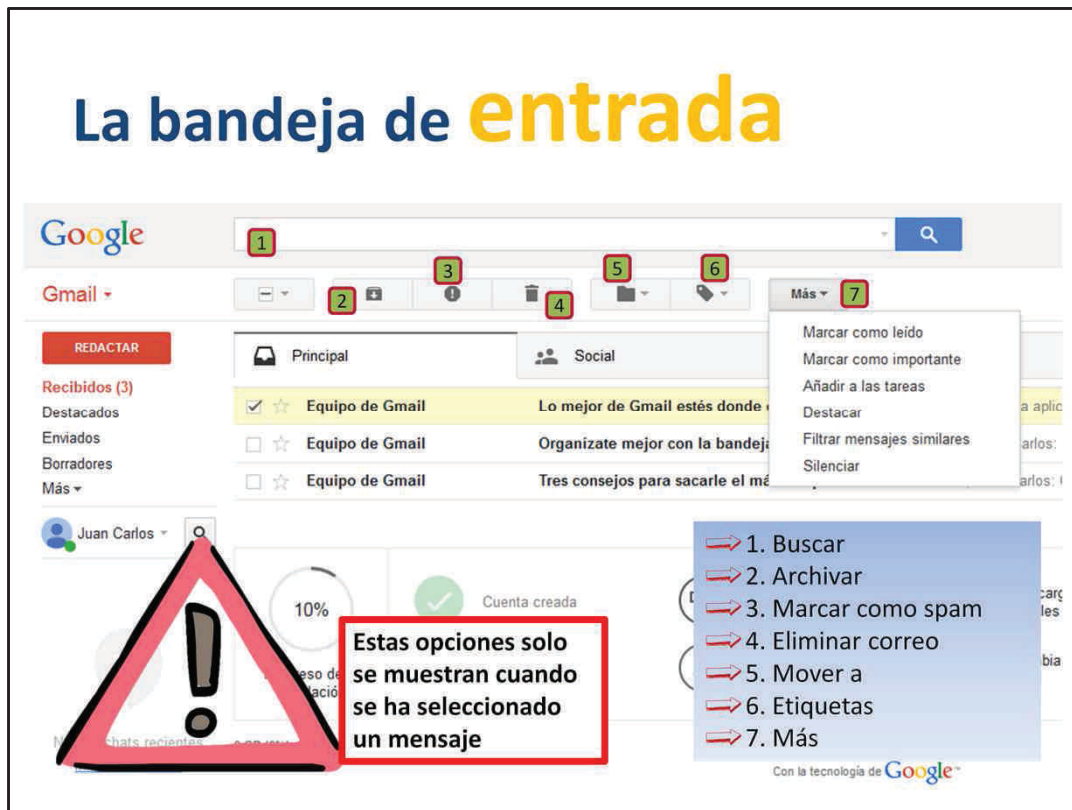 La bandeja de entrada
Google
1
Gmail
2
3
4
5
6
Más
7
REDACTAR
Principal
Social
Marcar como leído
Marcar como importante
Añadir a las tareas
Destacar
Filtrar mensajes similares
Silenciar
Recibidos (3)
Destacados
Enviados
Borradores
Más
Equipo de Gmail
Lo mejor de Gmail estés donde
Equipo de Gmail
Organízate mejor con la bandeja
Equipo de Gmail
Tres consejos para sacarle el
Juan Carlos
10%
Cuenta creada
Estas opciones solo
se muestran cuando
se ha seleccionado
un mensaje
1. Buscar
2. Archivar
3. Marcar como spam
4. Eliminar correo
5. Mover a
6. Etiquetas
7. Más
chats recientes
Con la tecnología de Google